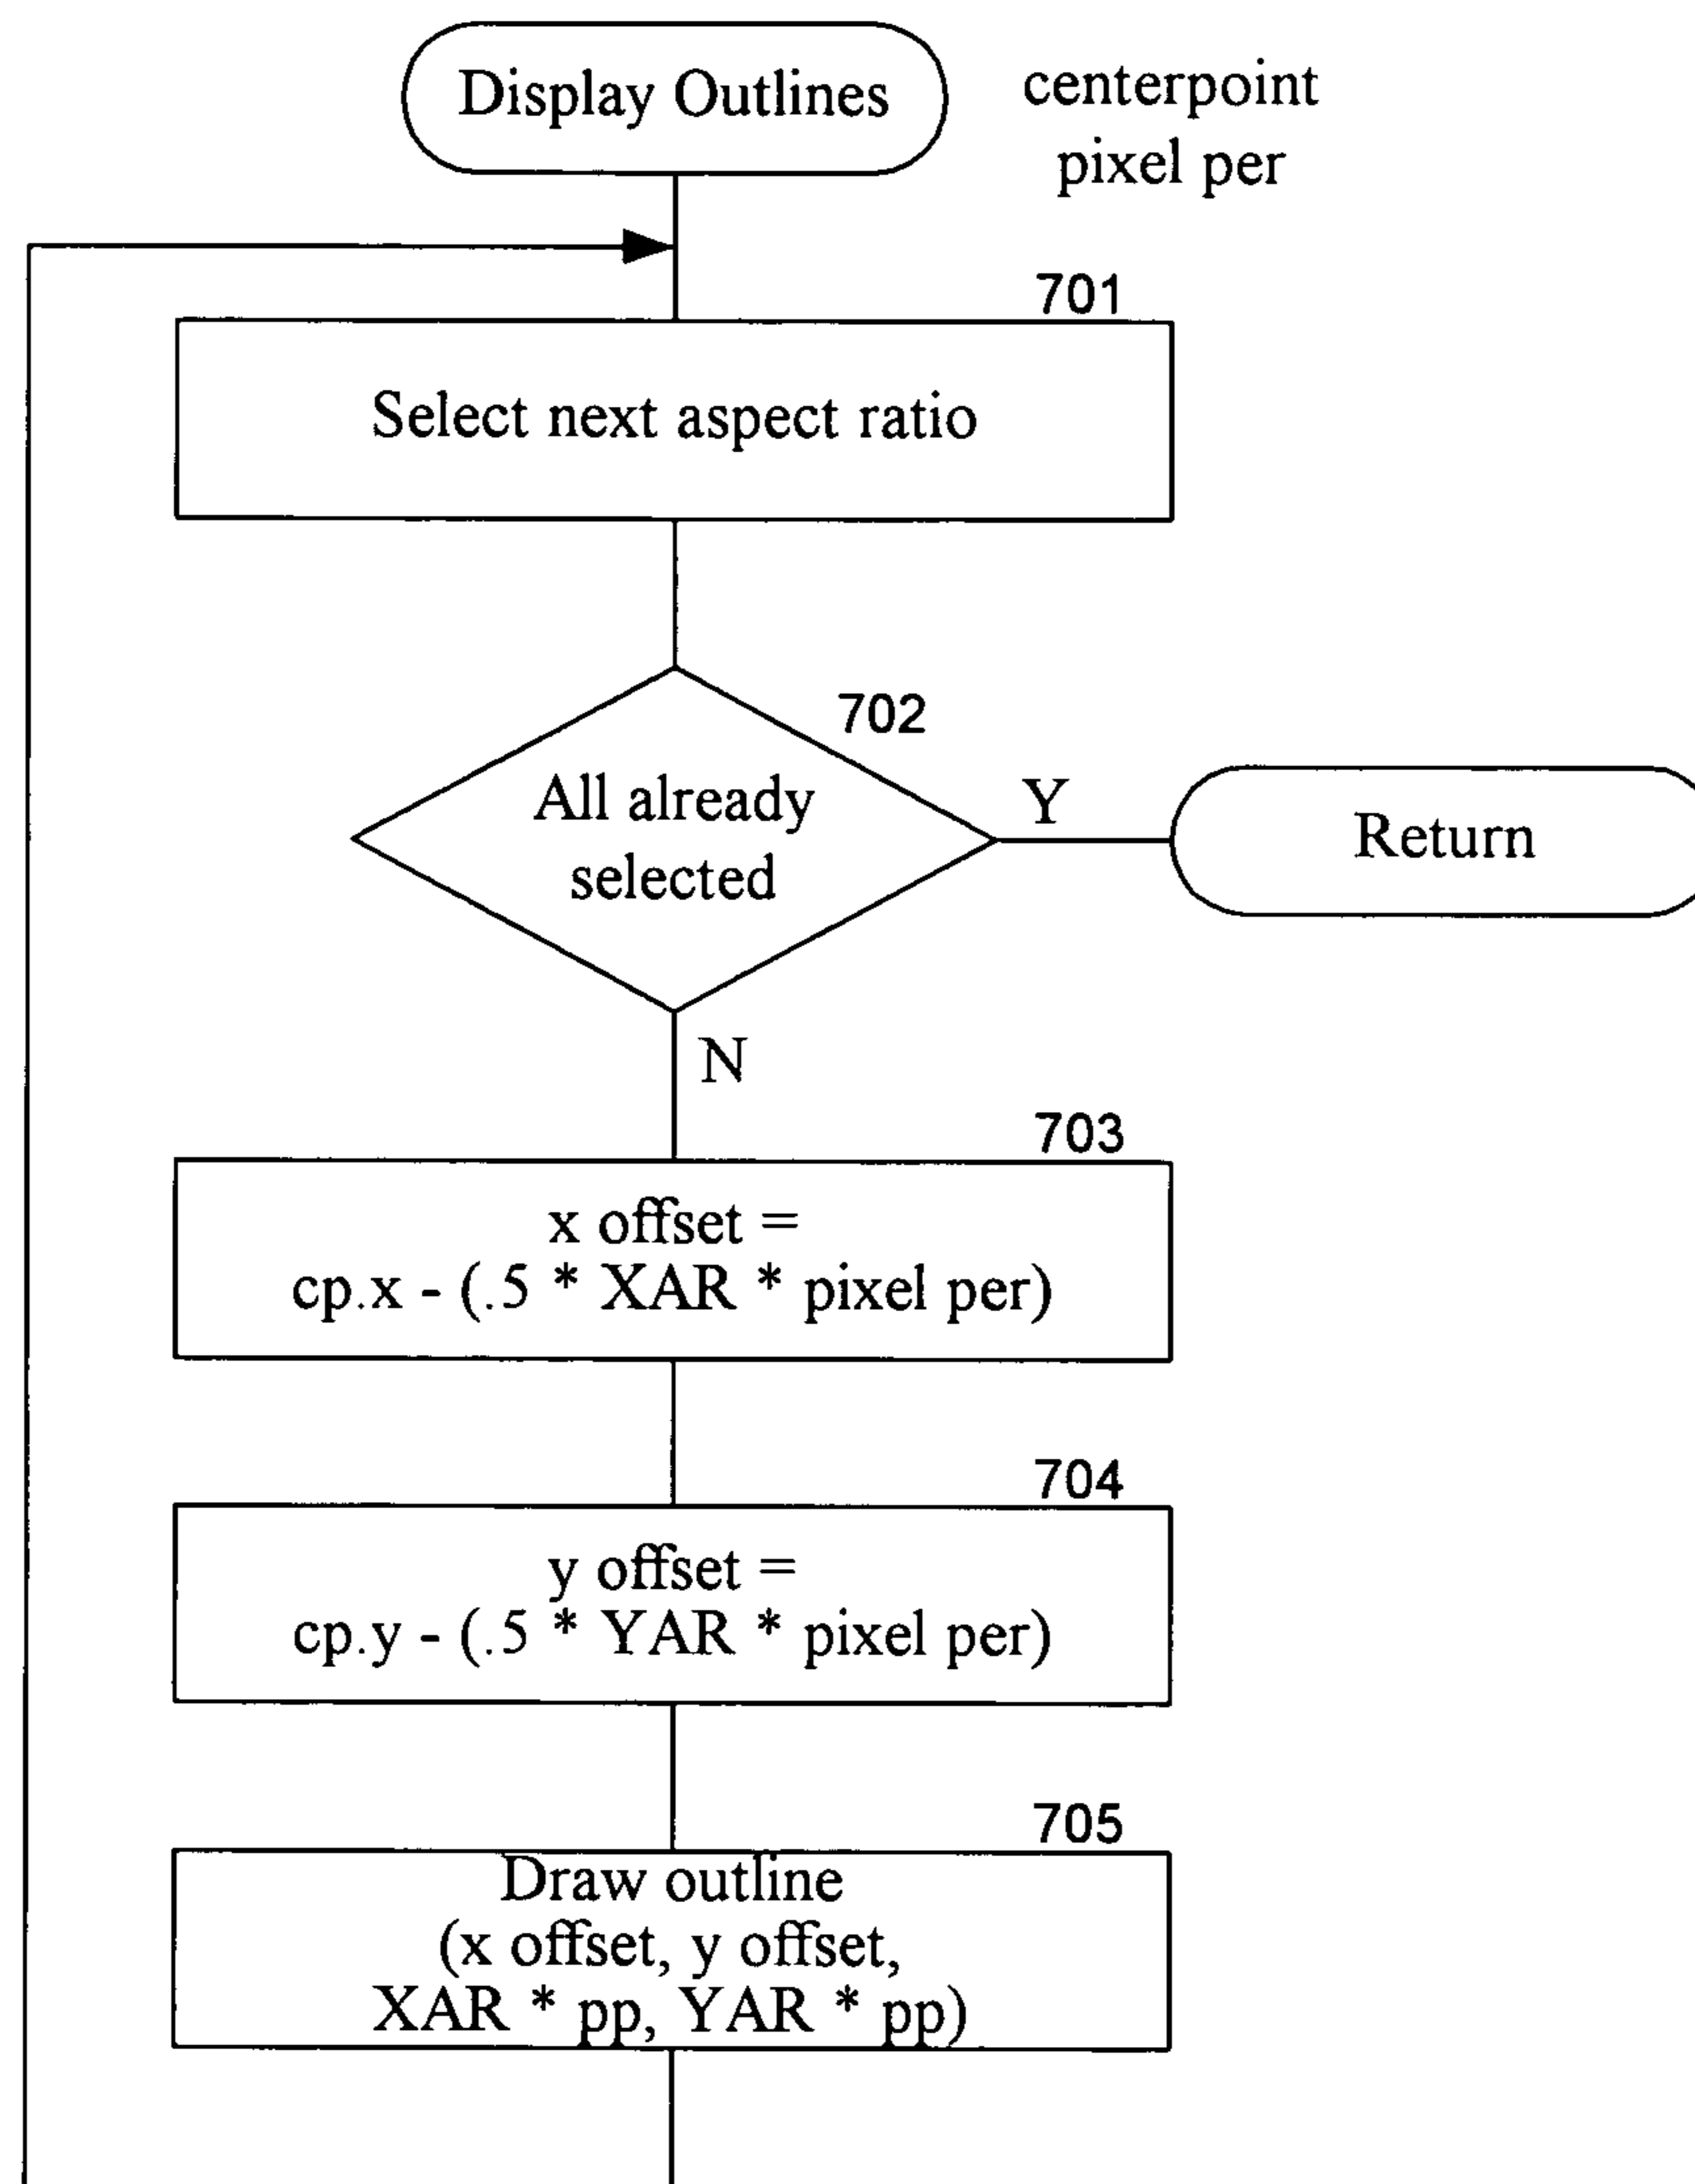 Display Outlines
centerpoint
pixel per
701
Select next aspect ratio
702
All already
selected
Y
Return
N
703
x offset =
cp.x - (.5 * XAR * pixel per)
704
y offset =
cp.y - (.5 * YAR * pixel per)
705
Draw outline
(x offset, y offset,
XAR * pp, YAR * pp)